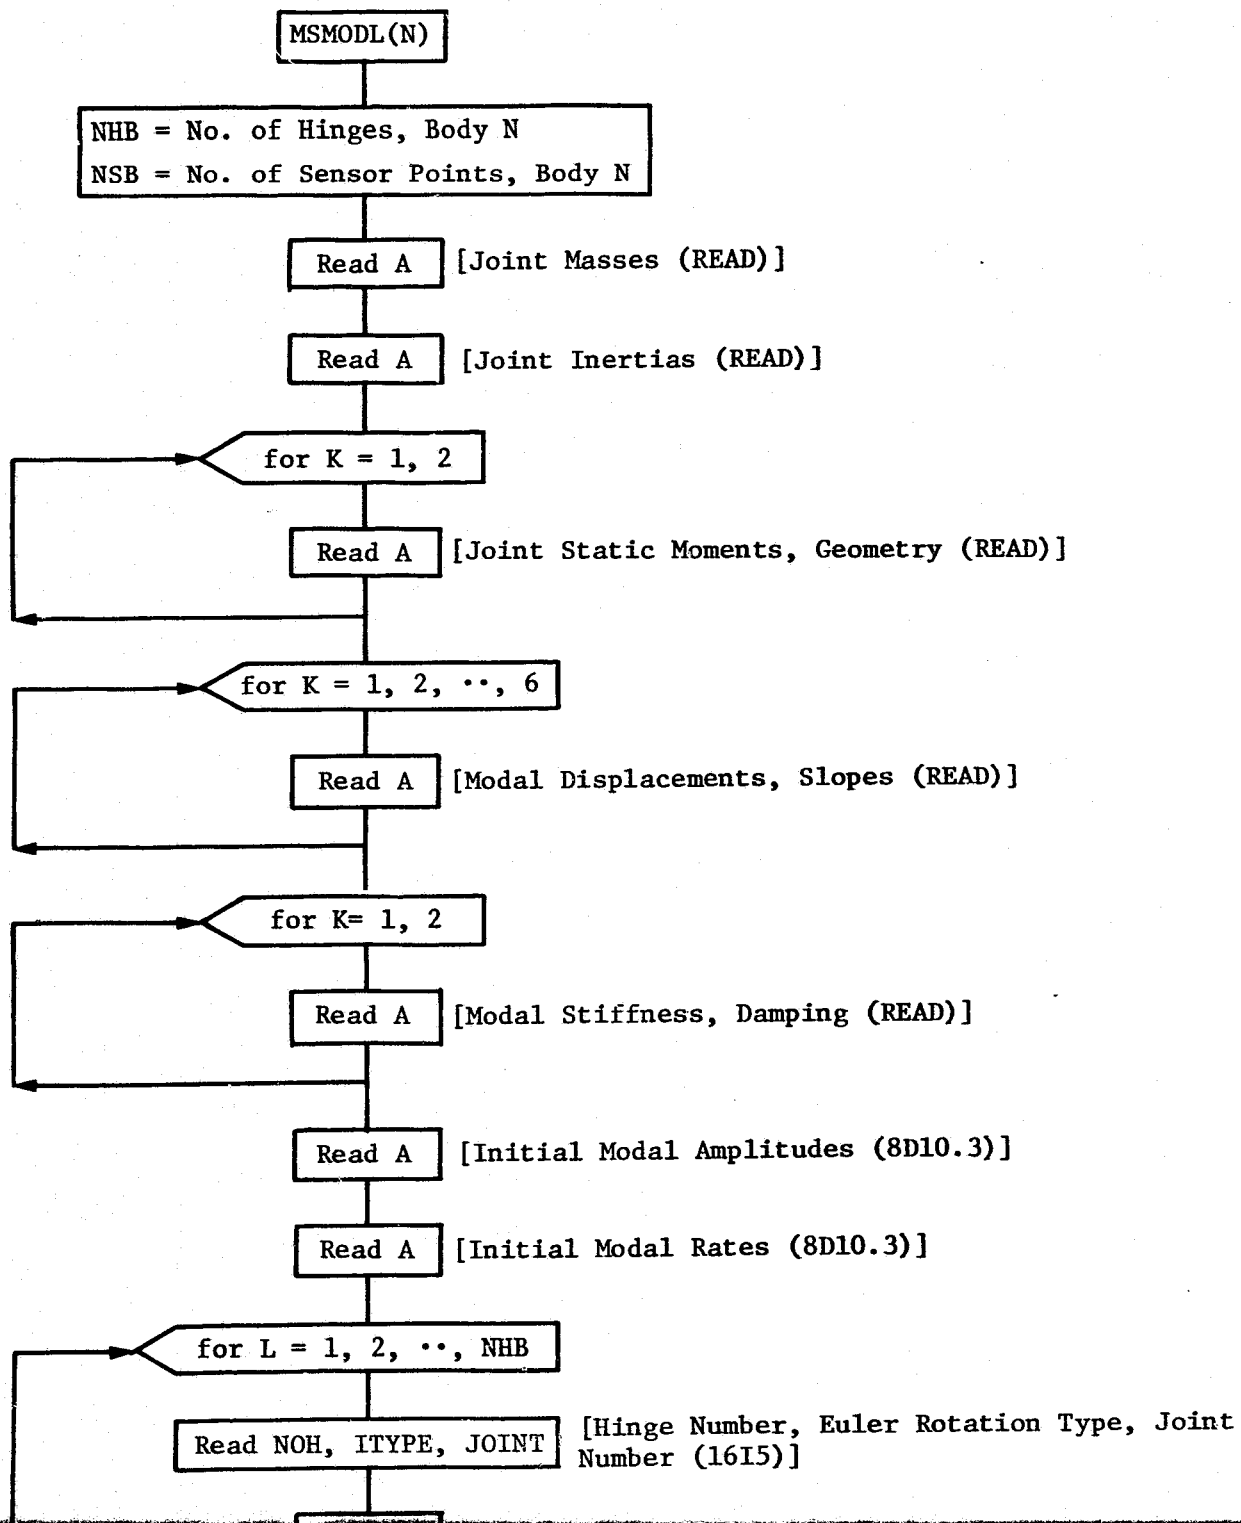 MSMODL(N)
NHB = No. of Hinges, Body N
NSB = No. of Sensor Points, Body N
Read A [Joint Masses (READ)]
Read A [Joint Inertias (READ)]
for K = 1, 2
Read A [Joint Static Moments, Geometry (READ)]
for K = 1, 2, ··, 6
Read A [Modal Displacements, Slopes (READ)]
for K= 1, 2
Read A [Modal Stiffness, Damping (READ)]
Read A [Initial Modal Amplitudes (8D10.3)]
Read A [Initial Modal Rates (8D10.3)]
for L = 1, 2, ··, NHB
Read NOH, ITYPE, JOINT [Hinge Number, Euler Rotation Type, Joint
Number (16I5)]